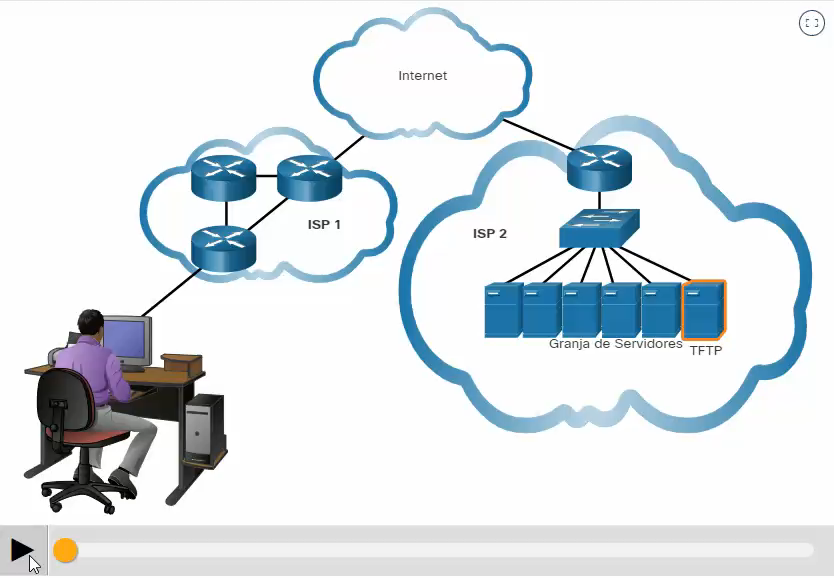 Internet
ISP 1
ISP 2
Granja de Servidores
TFTP